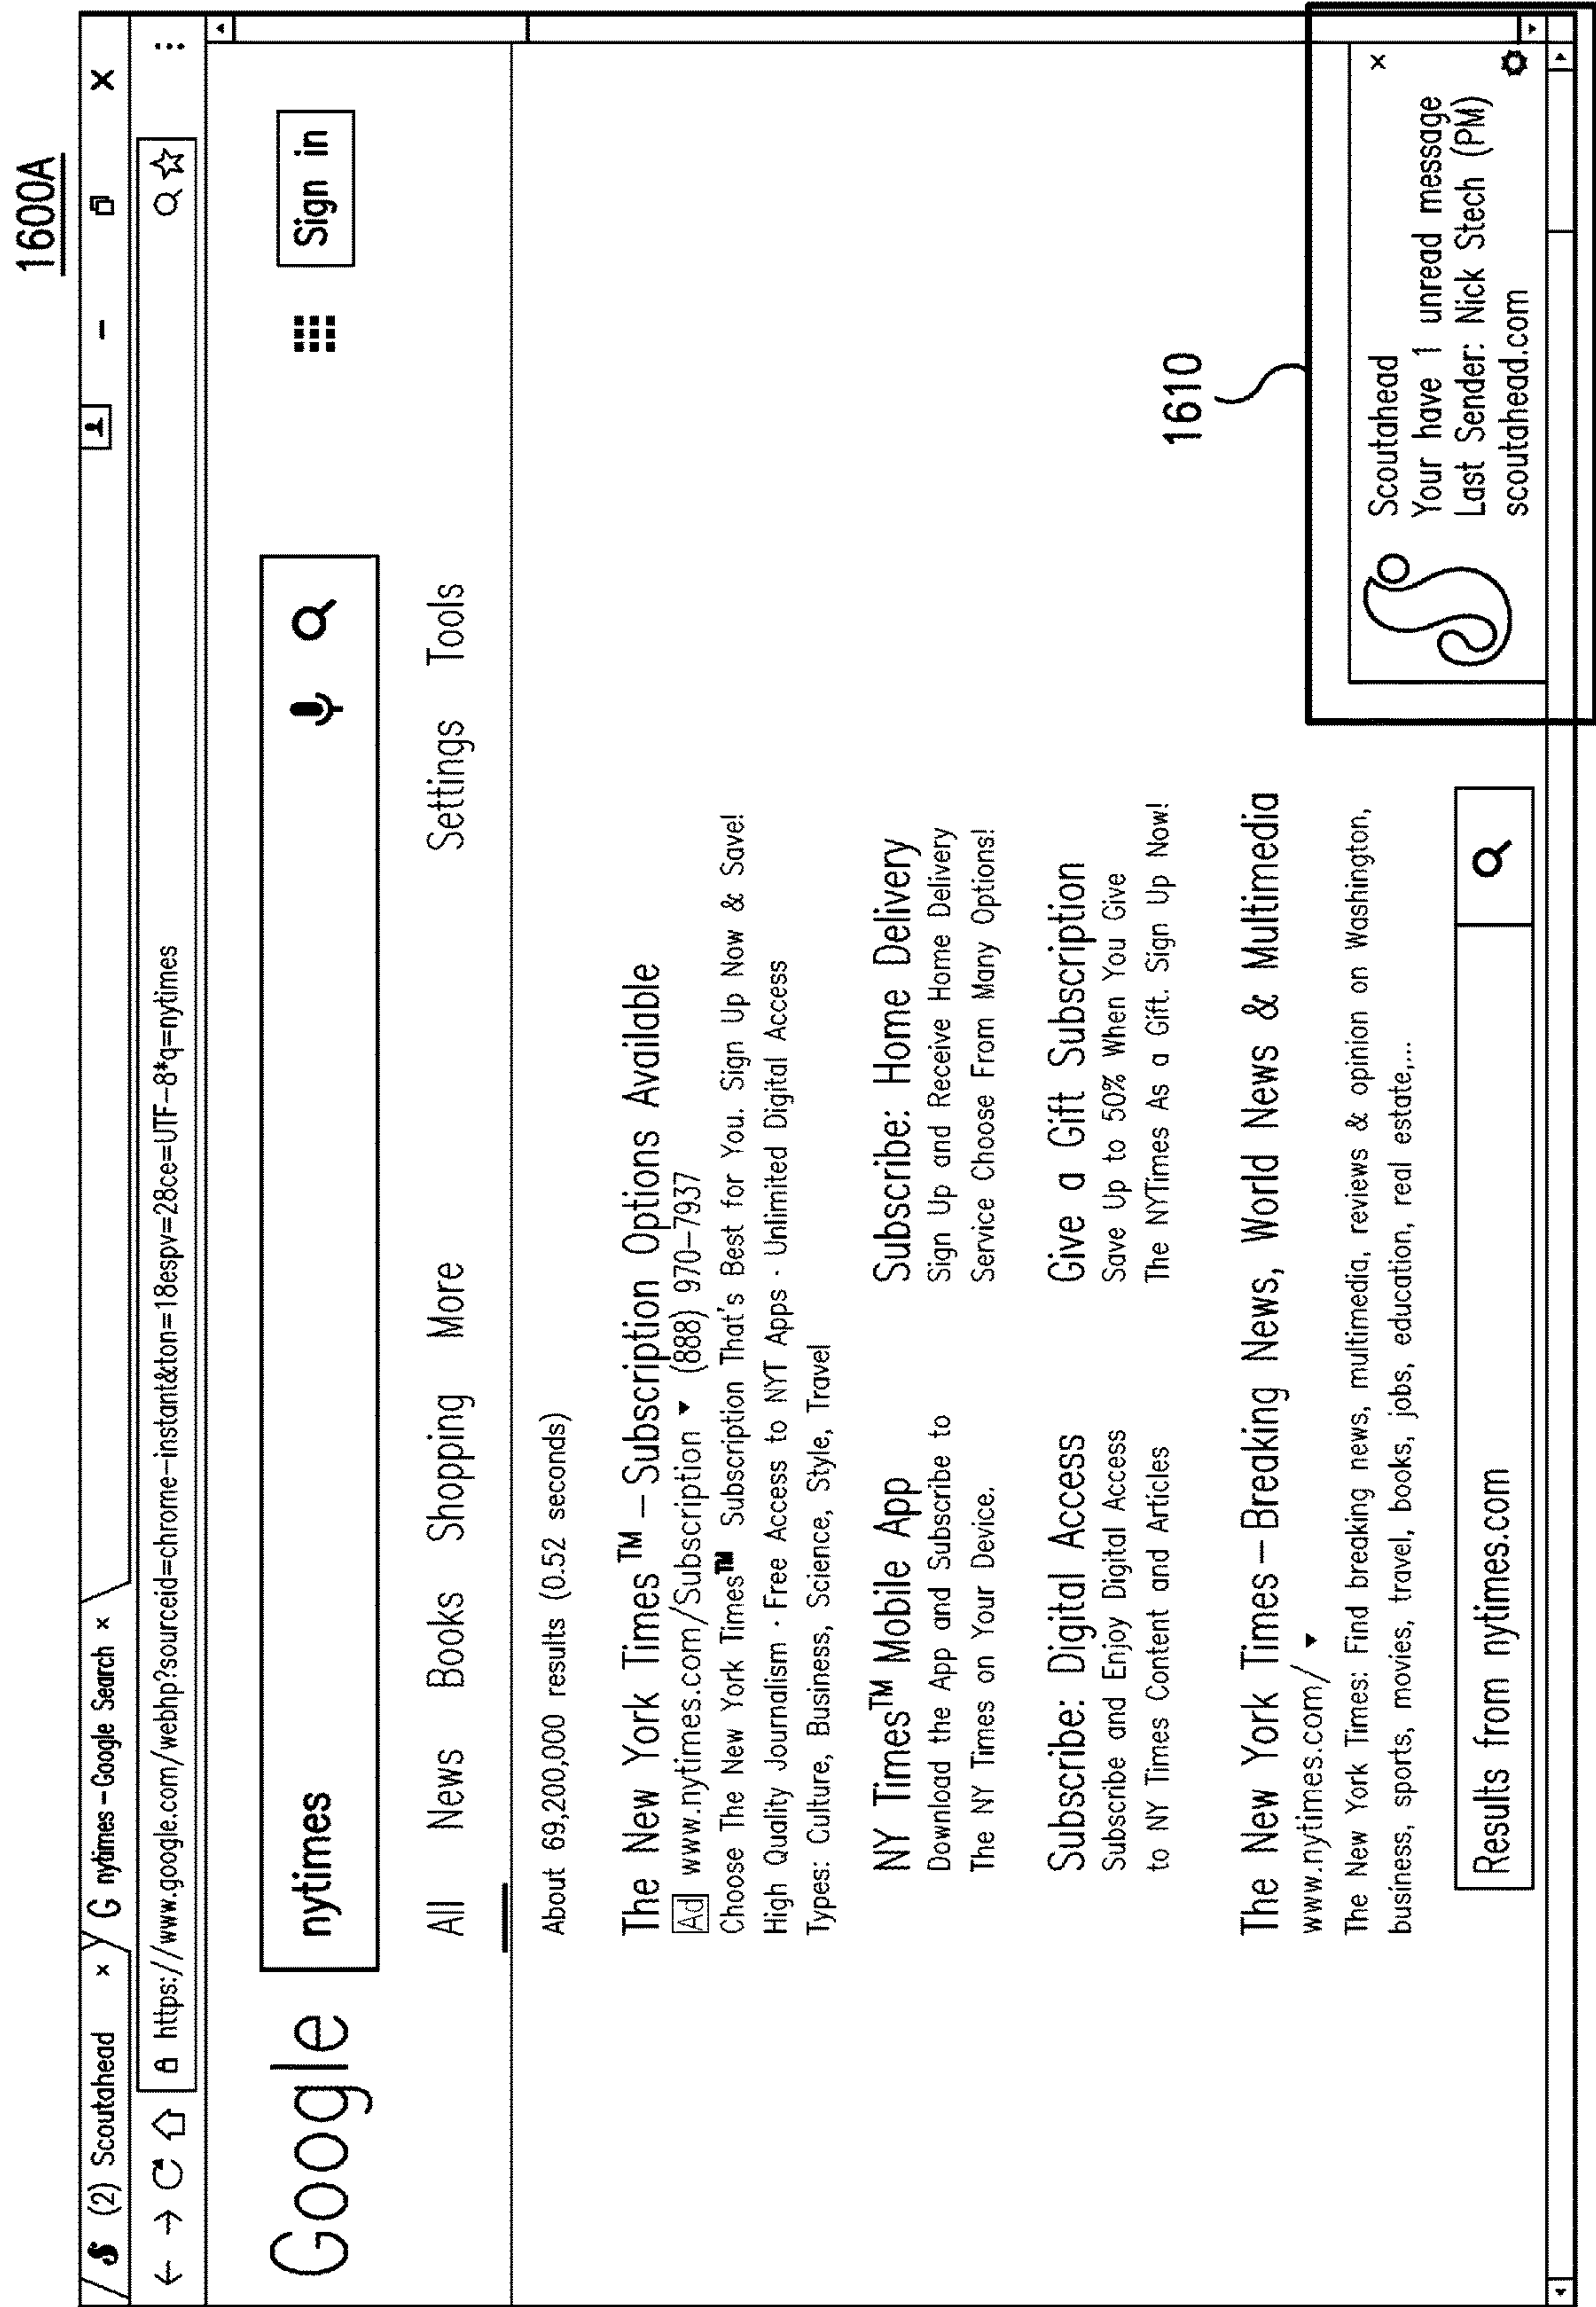 1600A
(2) Scoutahead × G nytimes – Google Search ×
https://www.google.com/webhp?sourceid=chrome–instant&ton=18espv=28ce=UTF–8*q=nytimes
Google nytimes Sign in
All News Books Shopping More Settings Tools
About 69,200,000 results (0.52 seconds)
The New York Times™ – Subscription Options Available
Ad www.nytimes.com/Subscription ▾ (888) 970–7937
Choose The New York Times™ Subscription That's Best for You. Sign Up Now & Save!
High Quality Journalism · Free Access to NYT Apps · Unlimited Digital Access
Types: Culture, Business, Science, Style, Travel
NY Times™ Mobile App
Download the App and Subscribe to
The NY Times on Your Device.
Subscribe: Home Delivery
Sign Up and Receive Home Delivery
Service Choose From Many Options!
Subscribe: Digital Access
Subscribe and Enjoy Digital Access
to NY Times Content and Articles
Give a Gift Subscription
Save Up to 50% When You Give
The NYTimes As a Gift. Sign Up Now!
The New York Times – Breaking News, World News & Multimedia
www.nytimes.com/ ▾
The New York Times: Find breaking news, multimedia, reviews & opinion on Washington,
business, sports, movies, travel, books, jobs, education, real estate,...
Results from nytimes.com
1610
Scoutahead ×
Your have 1 unread message
Last Sender: Nick Stech (PM)
scoutahead.com